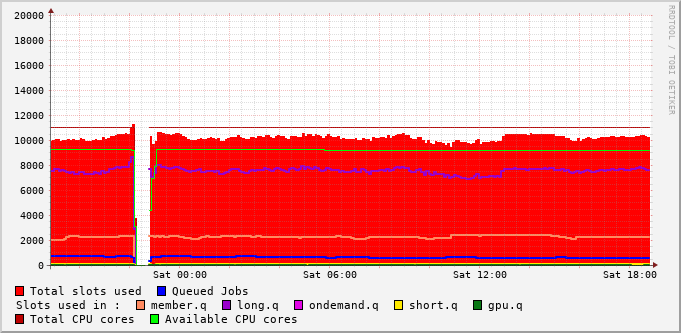 20000
18000
16000
14000
12000
10000
8000
6000
4000
2000
0
Sat 00:00 Sat 06:00 Sat 12:00 Sat 18:00
Total slots used Queued Jobs
Slots used in : member.q long.q ondemand.q short.q gpu.q
Total CPU cores Available CPU cores
RRDTOOL / TOBI OETIKER